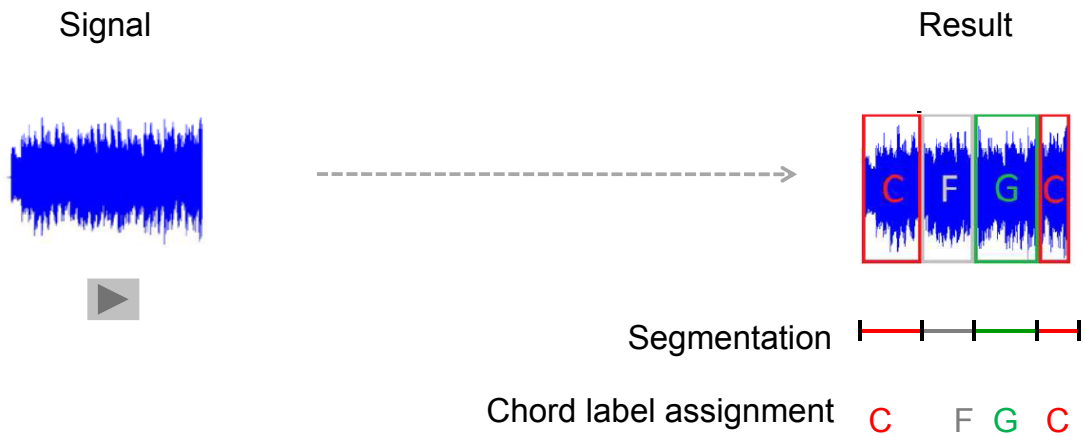 Signal
Result
C F G C
Segmentation
Chord label assignment C F G C